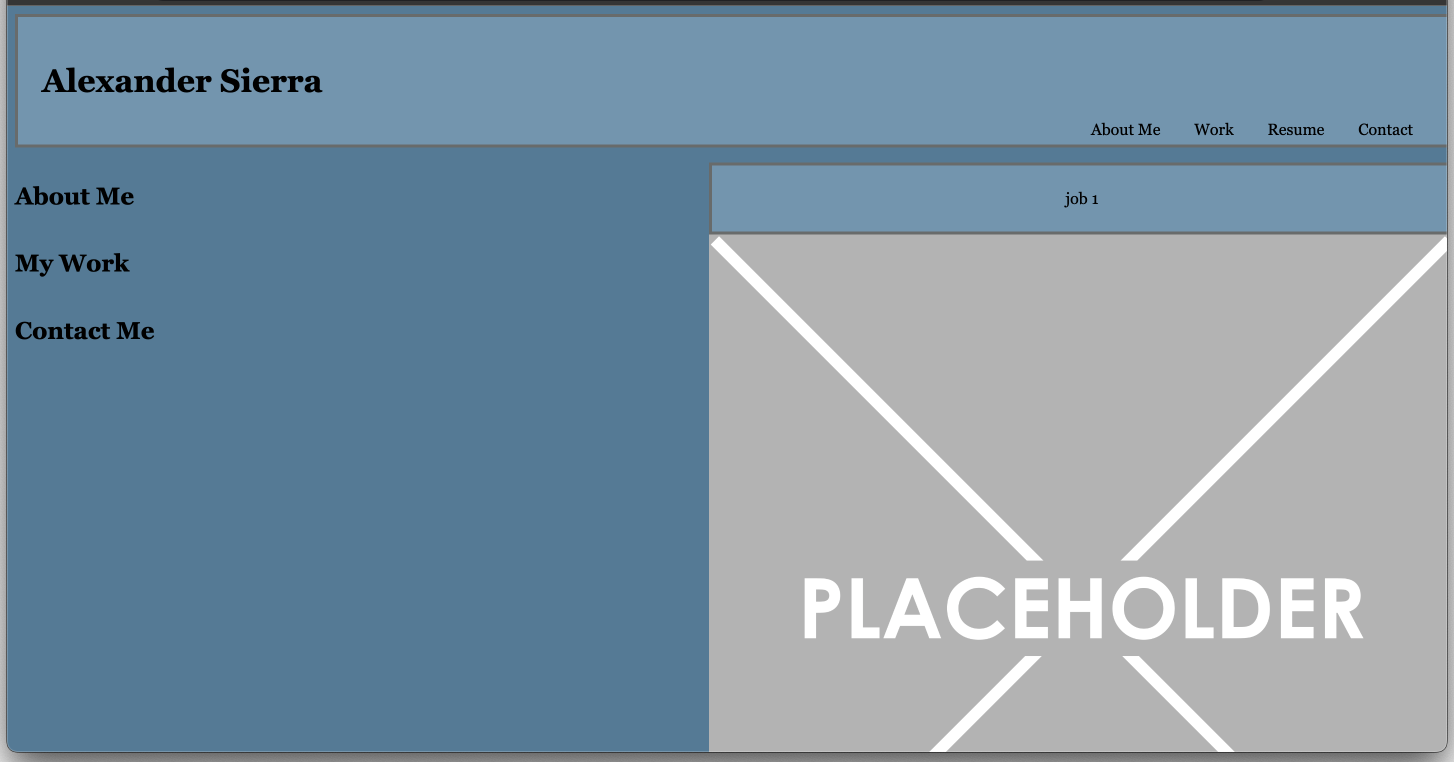 Alexander Sierra
About Me Work Resume Contact
About Me
My Work
Contact Me
job 1
PLACEHOLDER